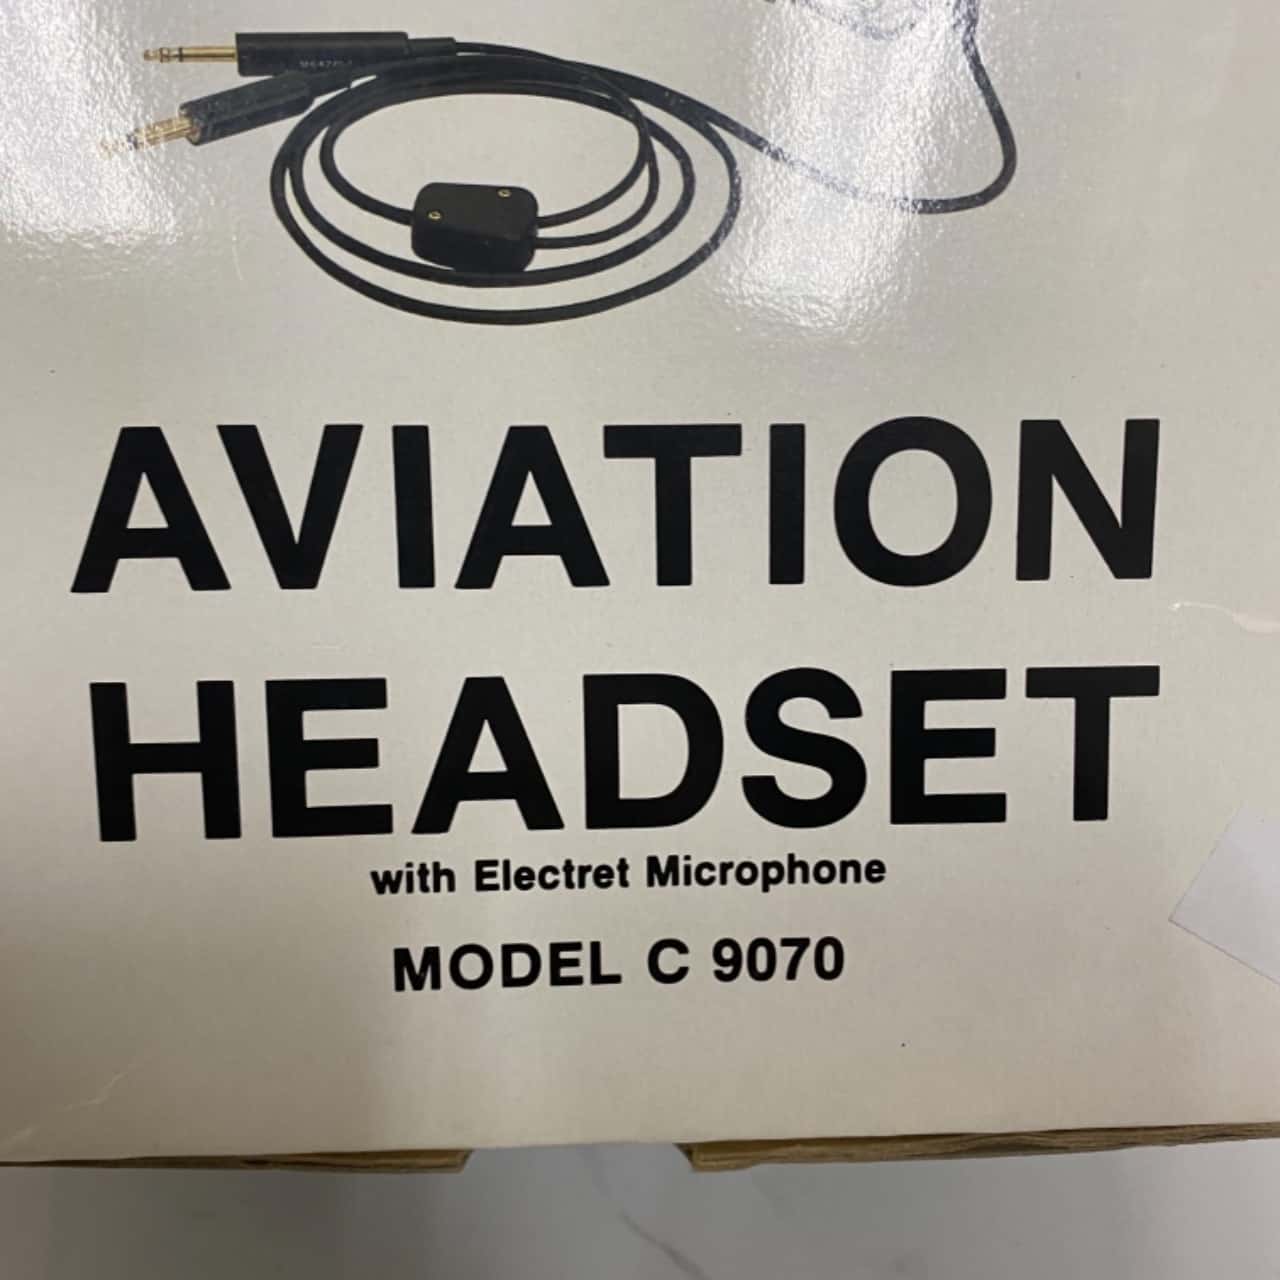 AVIATION
HEADSET
with Electret Microphone
MODEL C 9070